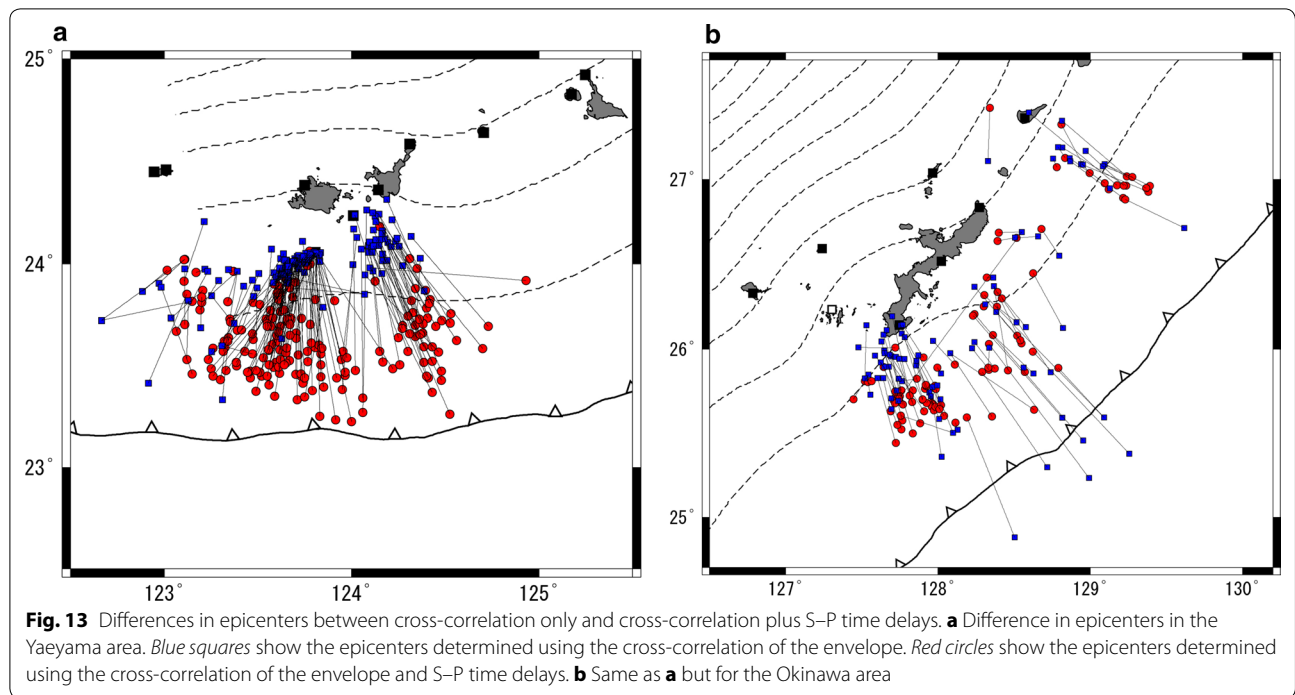 a
b
25°
24°
23°
123°
124°
125°
27°
26°
25°
127°
128°
129°
130°
Fig. 13 Differences in epicenters between cross-correlation only and cross-correlation plus S–P time delays. a Difference in epicenters in the
Yaeyama area. Blue squares show the epicenters determined using the cross-correlation of the envelope. Red circles show the epicenters determined
using the cross-correlation of the envelope and S–P time delays. b Same as a but for the Okinawa area